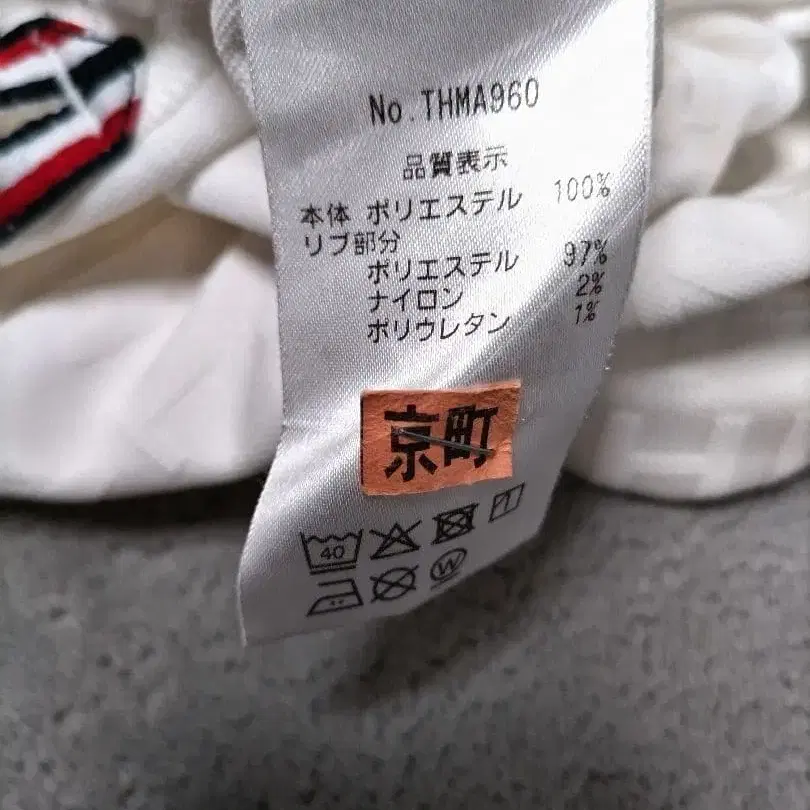 No.THMA960
品質表示
本体 ポリエステル 100%
リブ部分
ポリエステル 97%
ナイロン 2%
ポリウレタン 1%
京町
40
W